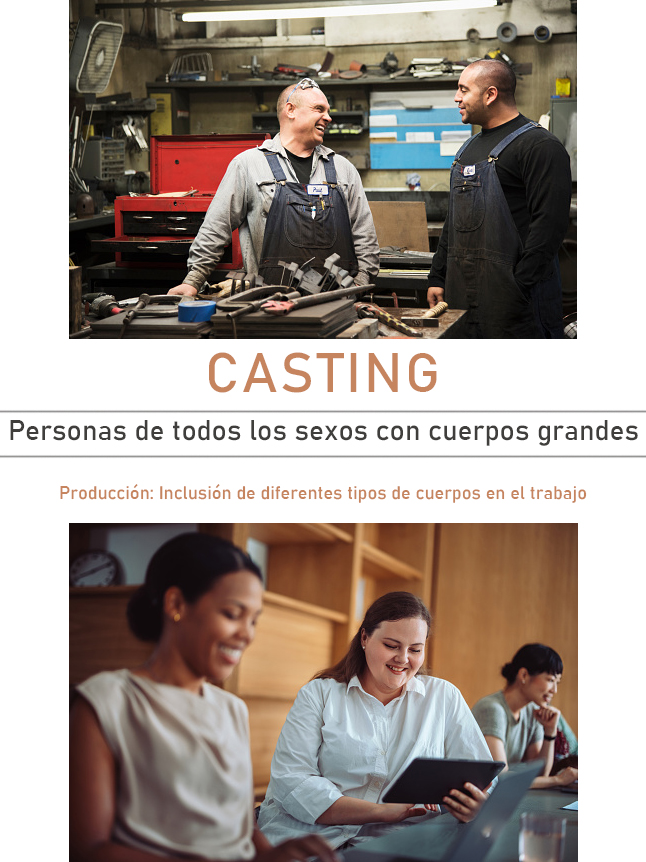 Paul
CASTING
Personas de todos los sexos con cuerpos grandes
Producción: Inclusión de diferentes tipos de cuerpos en el trabajo